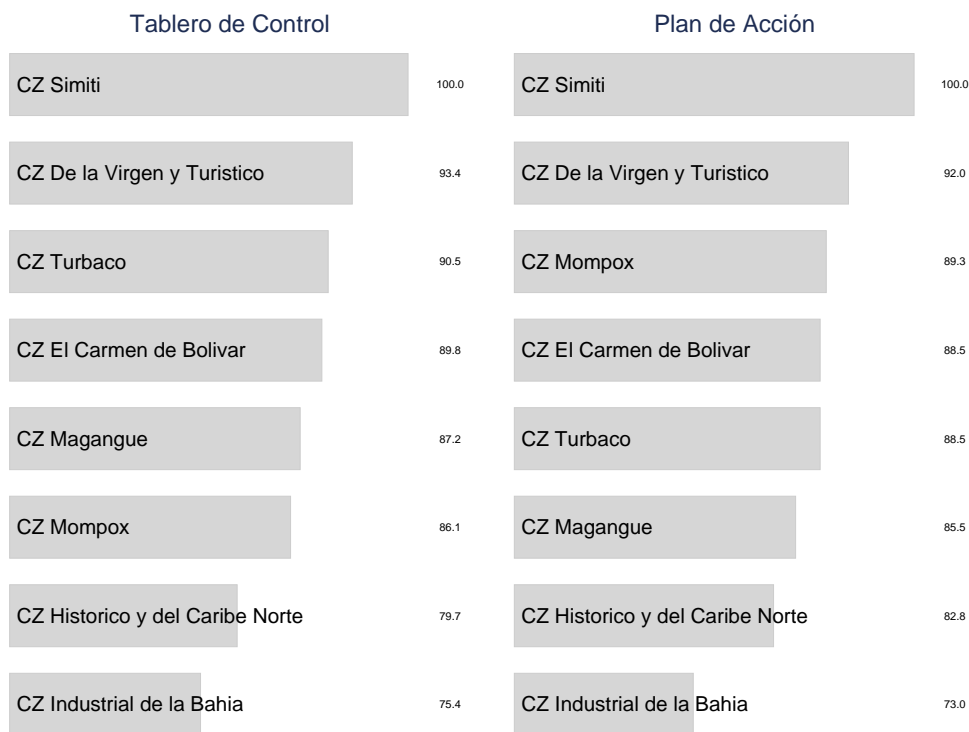 Tablero de Control
CZ Simiti 100.0
CZ De la Virgen y Turistico 93.4
CZ Turbaco 90.5
CZ El Carmen de Bolivar 89.8
CZ Magangue 87.2
CZ Mompox 86.1
CZ Historico y del Caribe Norte 79.7
CZ Industrial de la Bahia 75.4
Plan de Acción
CZ Simiti 100.0
CZ De la Virgen y Turistico 92.0
CZ Mompox 89.3
CZ El Carmen de Bolivar 88.5
CZ Turbaco 88.5
CZ Magangue 85.5
CZ Historico y del Caribe Norte 82.8
CZ Industrial de la Bahia 73.0